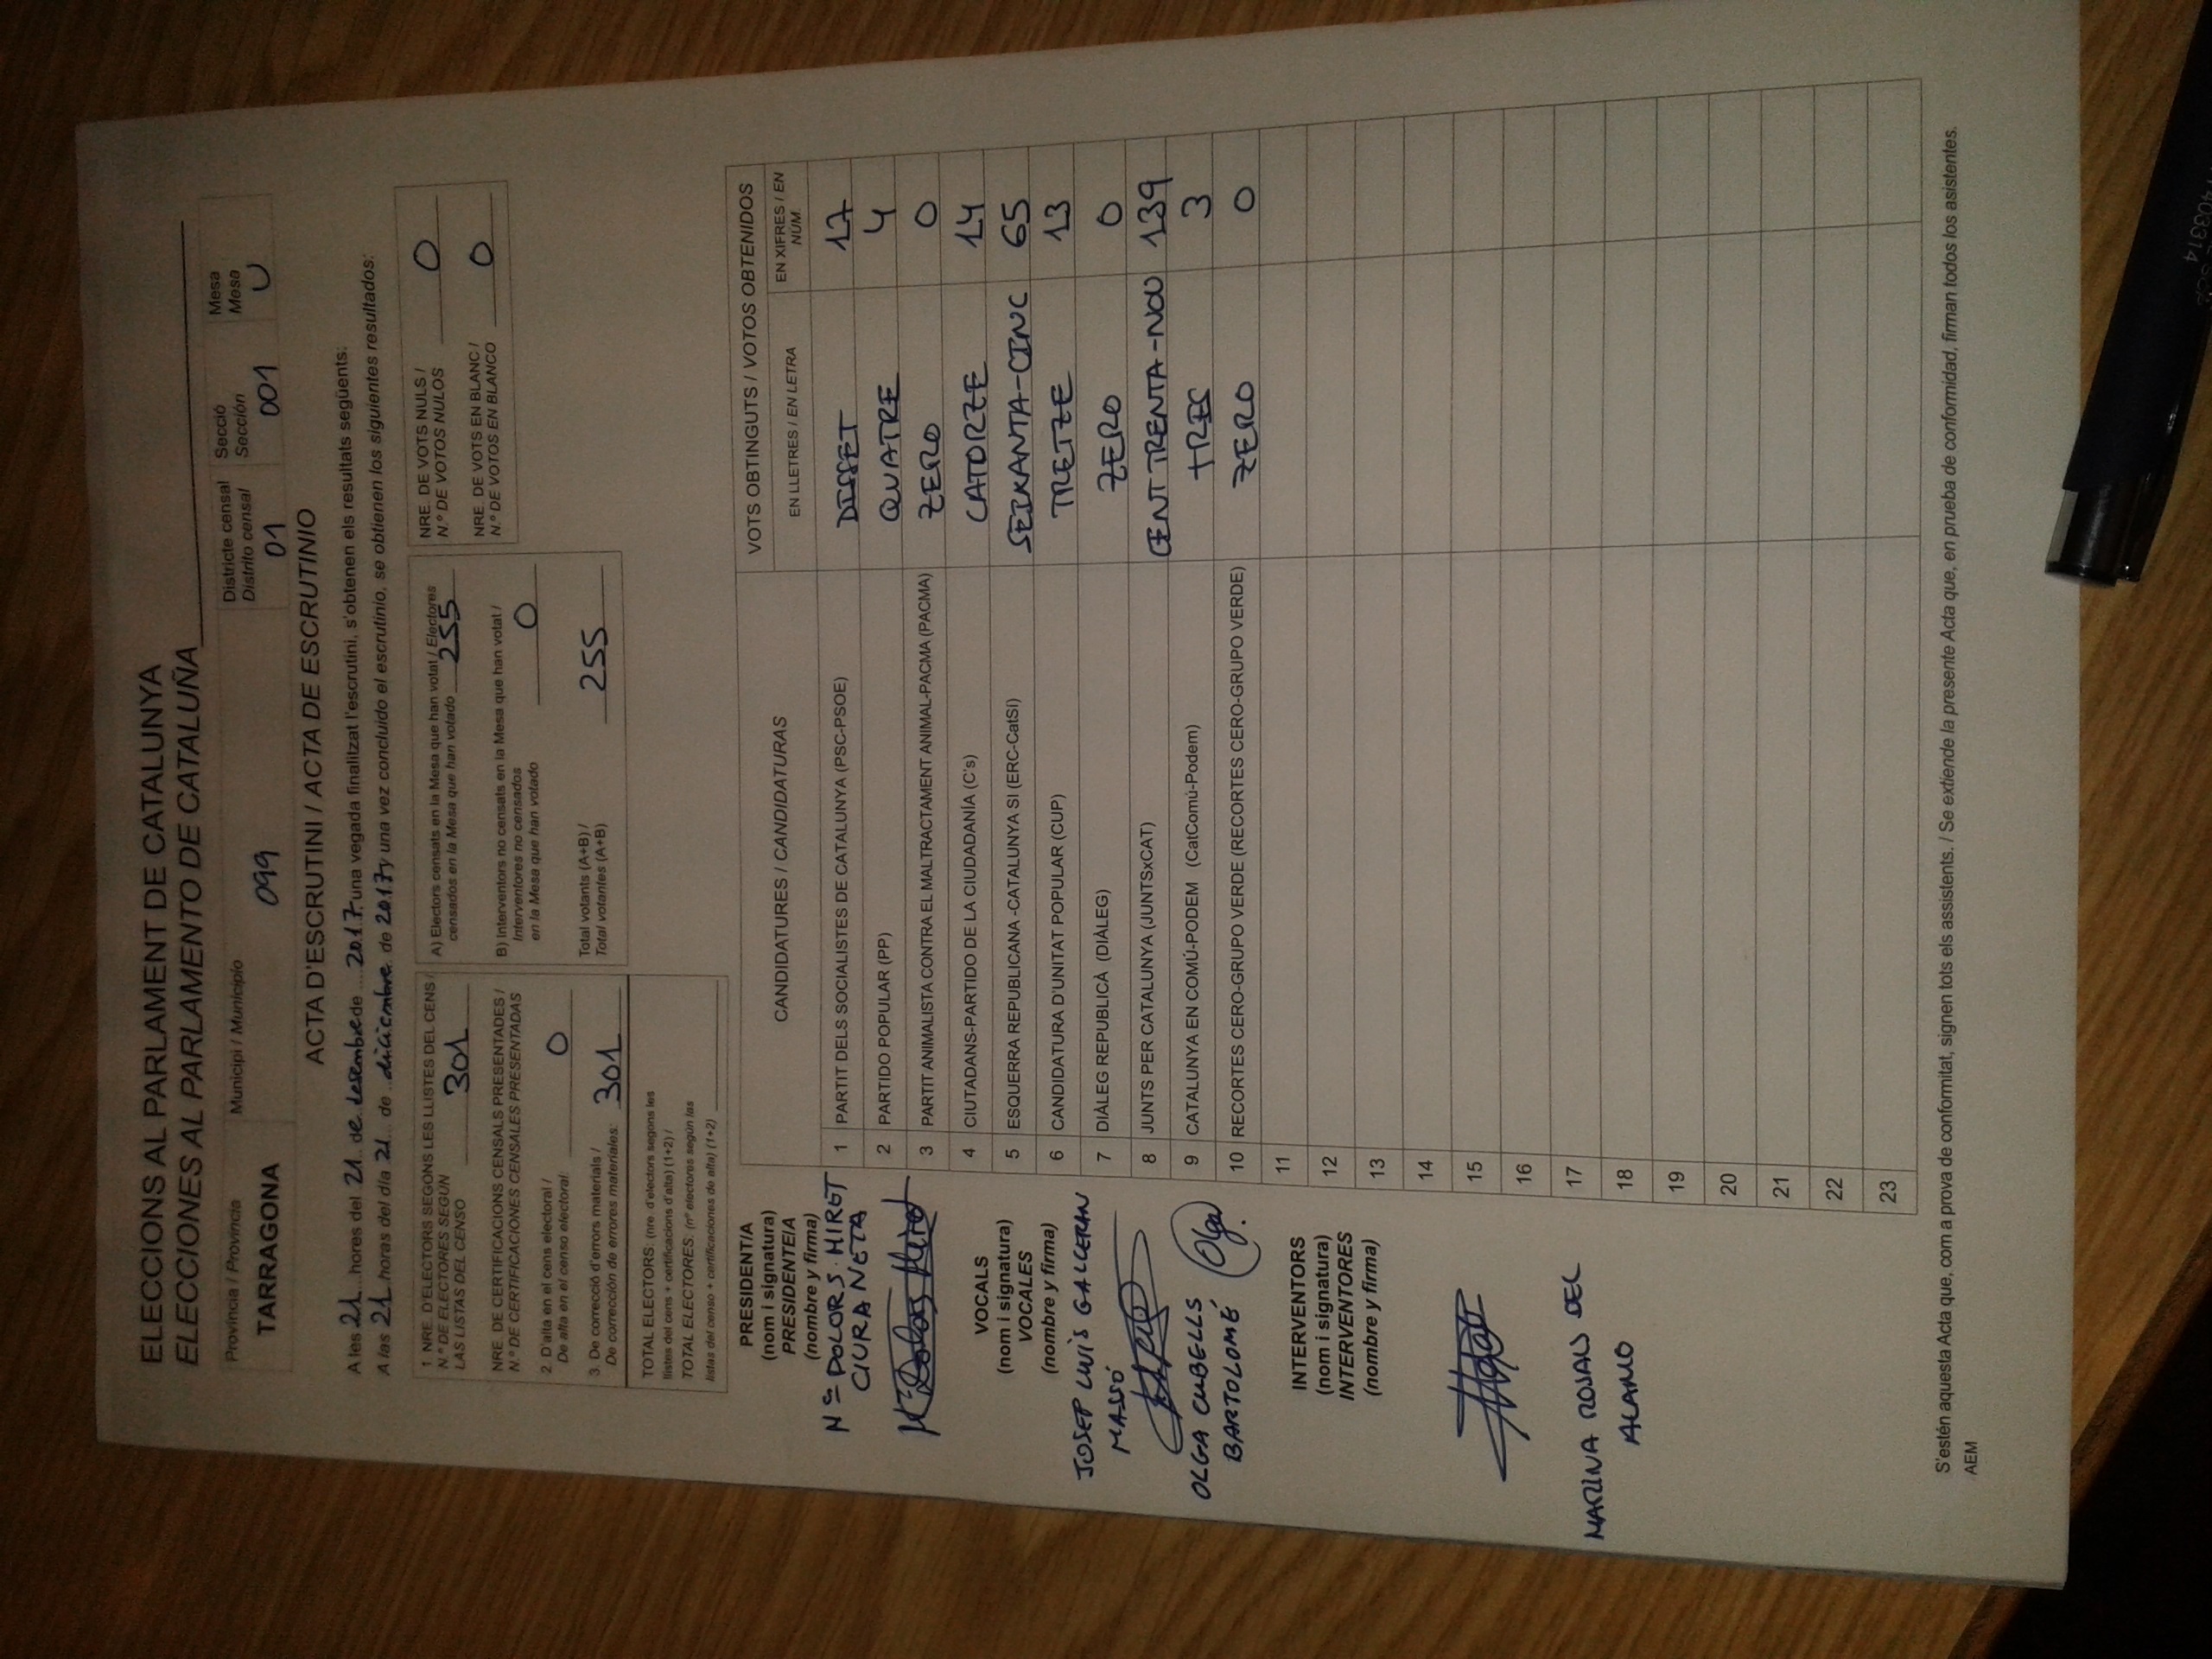 ELECCIONS AL PARLAMENT DE CATALUNYA
ELECCIONES AL PARLAMENTO DE CATALUÑA
Província / Provincia
TARRAGONA
Municipi / Municipio
099
Districte censal
Distrito censal
01
Secció
Sección
001
Mesa
Mesa
U
ACTA D'ESCRUTINI / ACTA DE ESCRUTINIO
A les 21 hores del 21 de desembre de 2017, una vegada finalitzat l'escrutini, s'obtenen els resultats següents:
A las 21 horas del día 21 de diciembre de 2017 y una vez concluido el escrutinio, se obtienen los siguientes resultados:
1. NRE. D'ELECTORS SEGONS LES LLISTES DEL CENS /
N.º DE ELECTORES SEGÚN
LAS LISTAS DEL CENSO 301
NRE. DE CERTIFICACIONS CENSALS PRESENTADES /
N.º DE CERTIFICACIONES CENSALES PRESENTADAS
2. D'alta en el cens electoral /
De alta en el censo electoral: 0
3. De correcció d'errors materials /
De corrección de errores materiales: 301
TOTAL ELECTORS: (nre. d'electors segons les
llistes del cens + certificacions d'alta) (1+2) /
TOTAL ELECTORES: (nº electores según las
listas del censo + certificaciones de alta) (1+2)
A) Electors censats en la Mesa que han votat / Electores
censados en la Mesa que han votado 255
B) Interventors no censats en la Mesa que han votat /
Interventores no censados
en la Mesa que han votado 0
Total votants (A+B) /
Total votantes (A+B) 255
NRE. DE VOTS NULS /
N.º DE VOTOS NULOS 0
NRE. DE VOTS EN BLANC /
N.º DE VOTOS EN BLANCO 0
PRESIDENT/A
(nom i signatura)
PRESIDENTE/A
(nombre y firma)
Mª DOLORS MIRET
CIURANETA
Mª Dolors Miret
VOCALS
(nom i signatura)
VOCALES
(nombre y firma)
JOSEP LLUÍS GALCERAN
MASSÓ
OLGA CUBELLS
BARTOLOMÉ
Olga
INTERVENTORS
(nom i signatura)
INTERVENTORES
(nombre y firma)
MARINA ROJAS DEL
ALAMO
CANDIDATURES / CANDIDATURAS
VOTS OBTINGUTS / VOTOS OBTENIDOS
EN LLETRES / EN LETRA
EN XIFRES / EN
NÚM.
1 PARTIT DELS SOCIALISTES DE CATALUNYA (PSC-PSOE) DISSET 17
2 PARTIDO POPULAR (PP) QUATRE 4
3 PARTIT ANIMALISTA CONTRA EL MALTRACTAMENT ANIMAL-PACMA (PACMA) ZERO 0
4 CIUTADANS-PARTIDO DE LA CIUDADANÍA (C's) CATORZE 14
5 ESQUERRA REPUBLICANA -CATALUNYA SI (ERC-CatSí) SEIXANTA-CINC 65
6 CANDIDATURA D'UNITAT POPULAR (CUP) TRETZE 13
7 DIÀLEG REPUBLICÀ (DIÀLEG) ZERO 0
8 JUNTS PER CATALUNYA (JUNTSxCAT) CENT TRENTA-NOU 139
9 CATALUNYA EN COMÚ-PODEM (CatComú-Podem) TRES 3
10 RECORTES CERO-GRUPO VERDE (RECORTES CERO-GRUPO VERDE) ZERO 0
11
12
13
14
15
16
17
18
19
20
21
22
23
S'estén aquesta Acta que, com a prova de conformitat, signen tots els assistents. / Se extiende la presente Acta que, en prueba de conformidad, firman todos los asistentes.
AEM